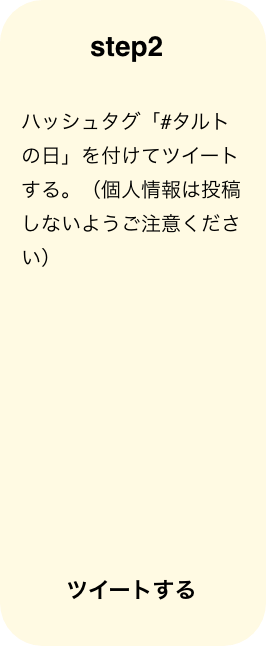 step2
ハッシュタグ「#タルト
の日」を付けてツイート
する。（個人情報は投稿
しないようご注意くださ
い）
ツイートする